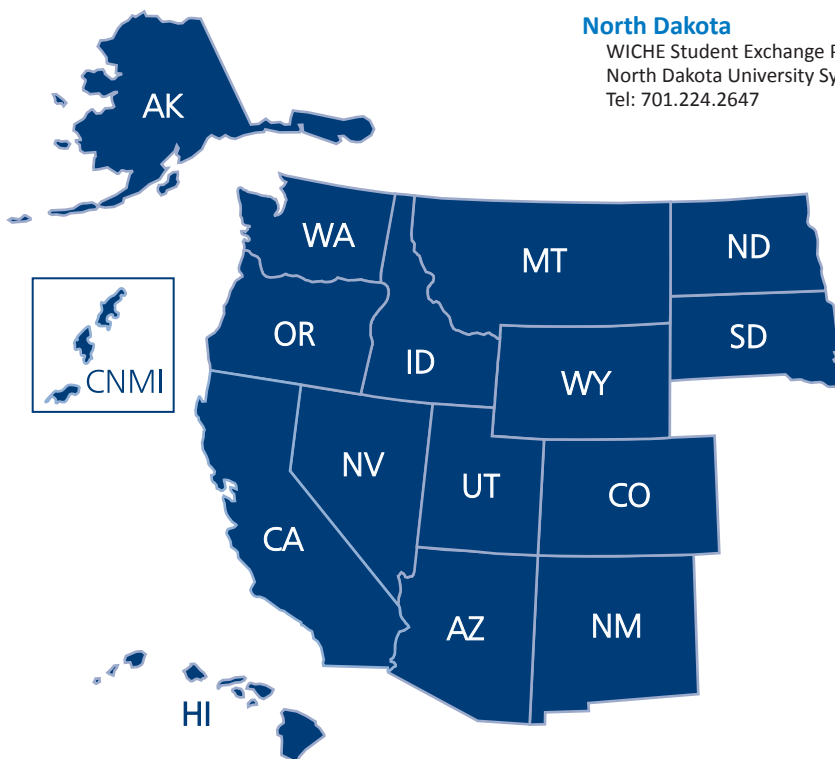 North Dakota
WICHE Student Exchange
North Dakota University
Tel: 701.224.2647
AK
WA
MT
ND
OR
ID
SD
CNMI
WY
NV
UT
CO
CA
AZ
NM
HI